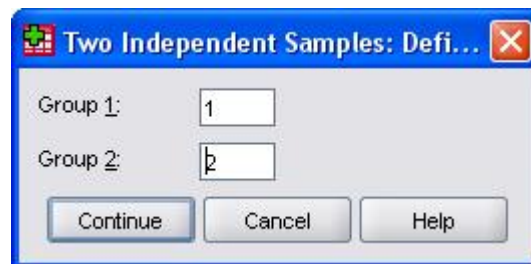 Two Independent Samples: Defi...
Group 1: 1
Group 2: 2
Continue Cancel Help